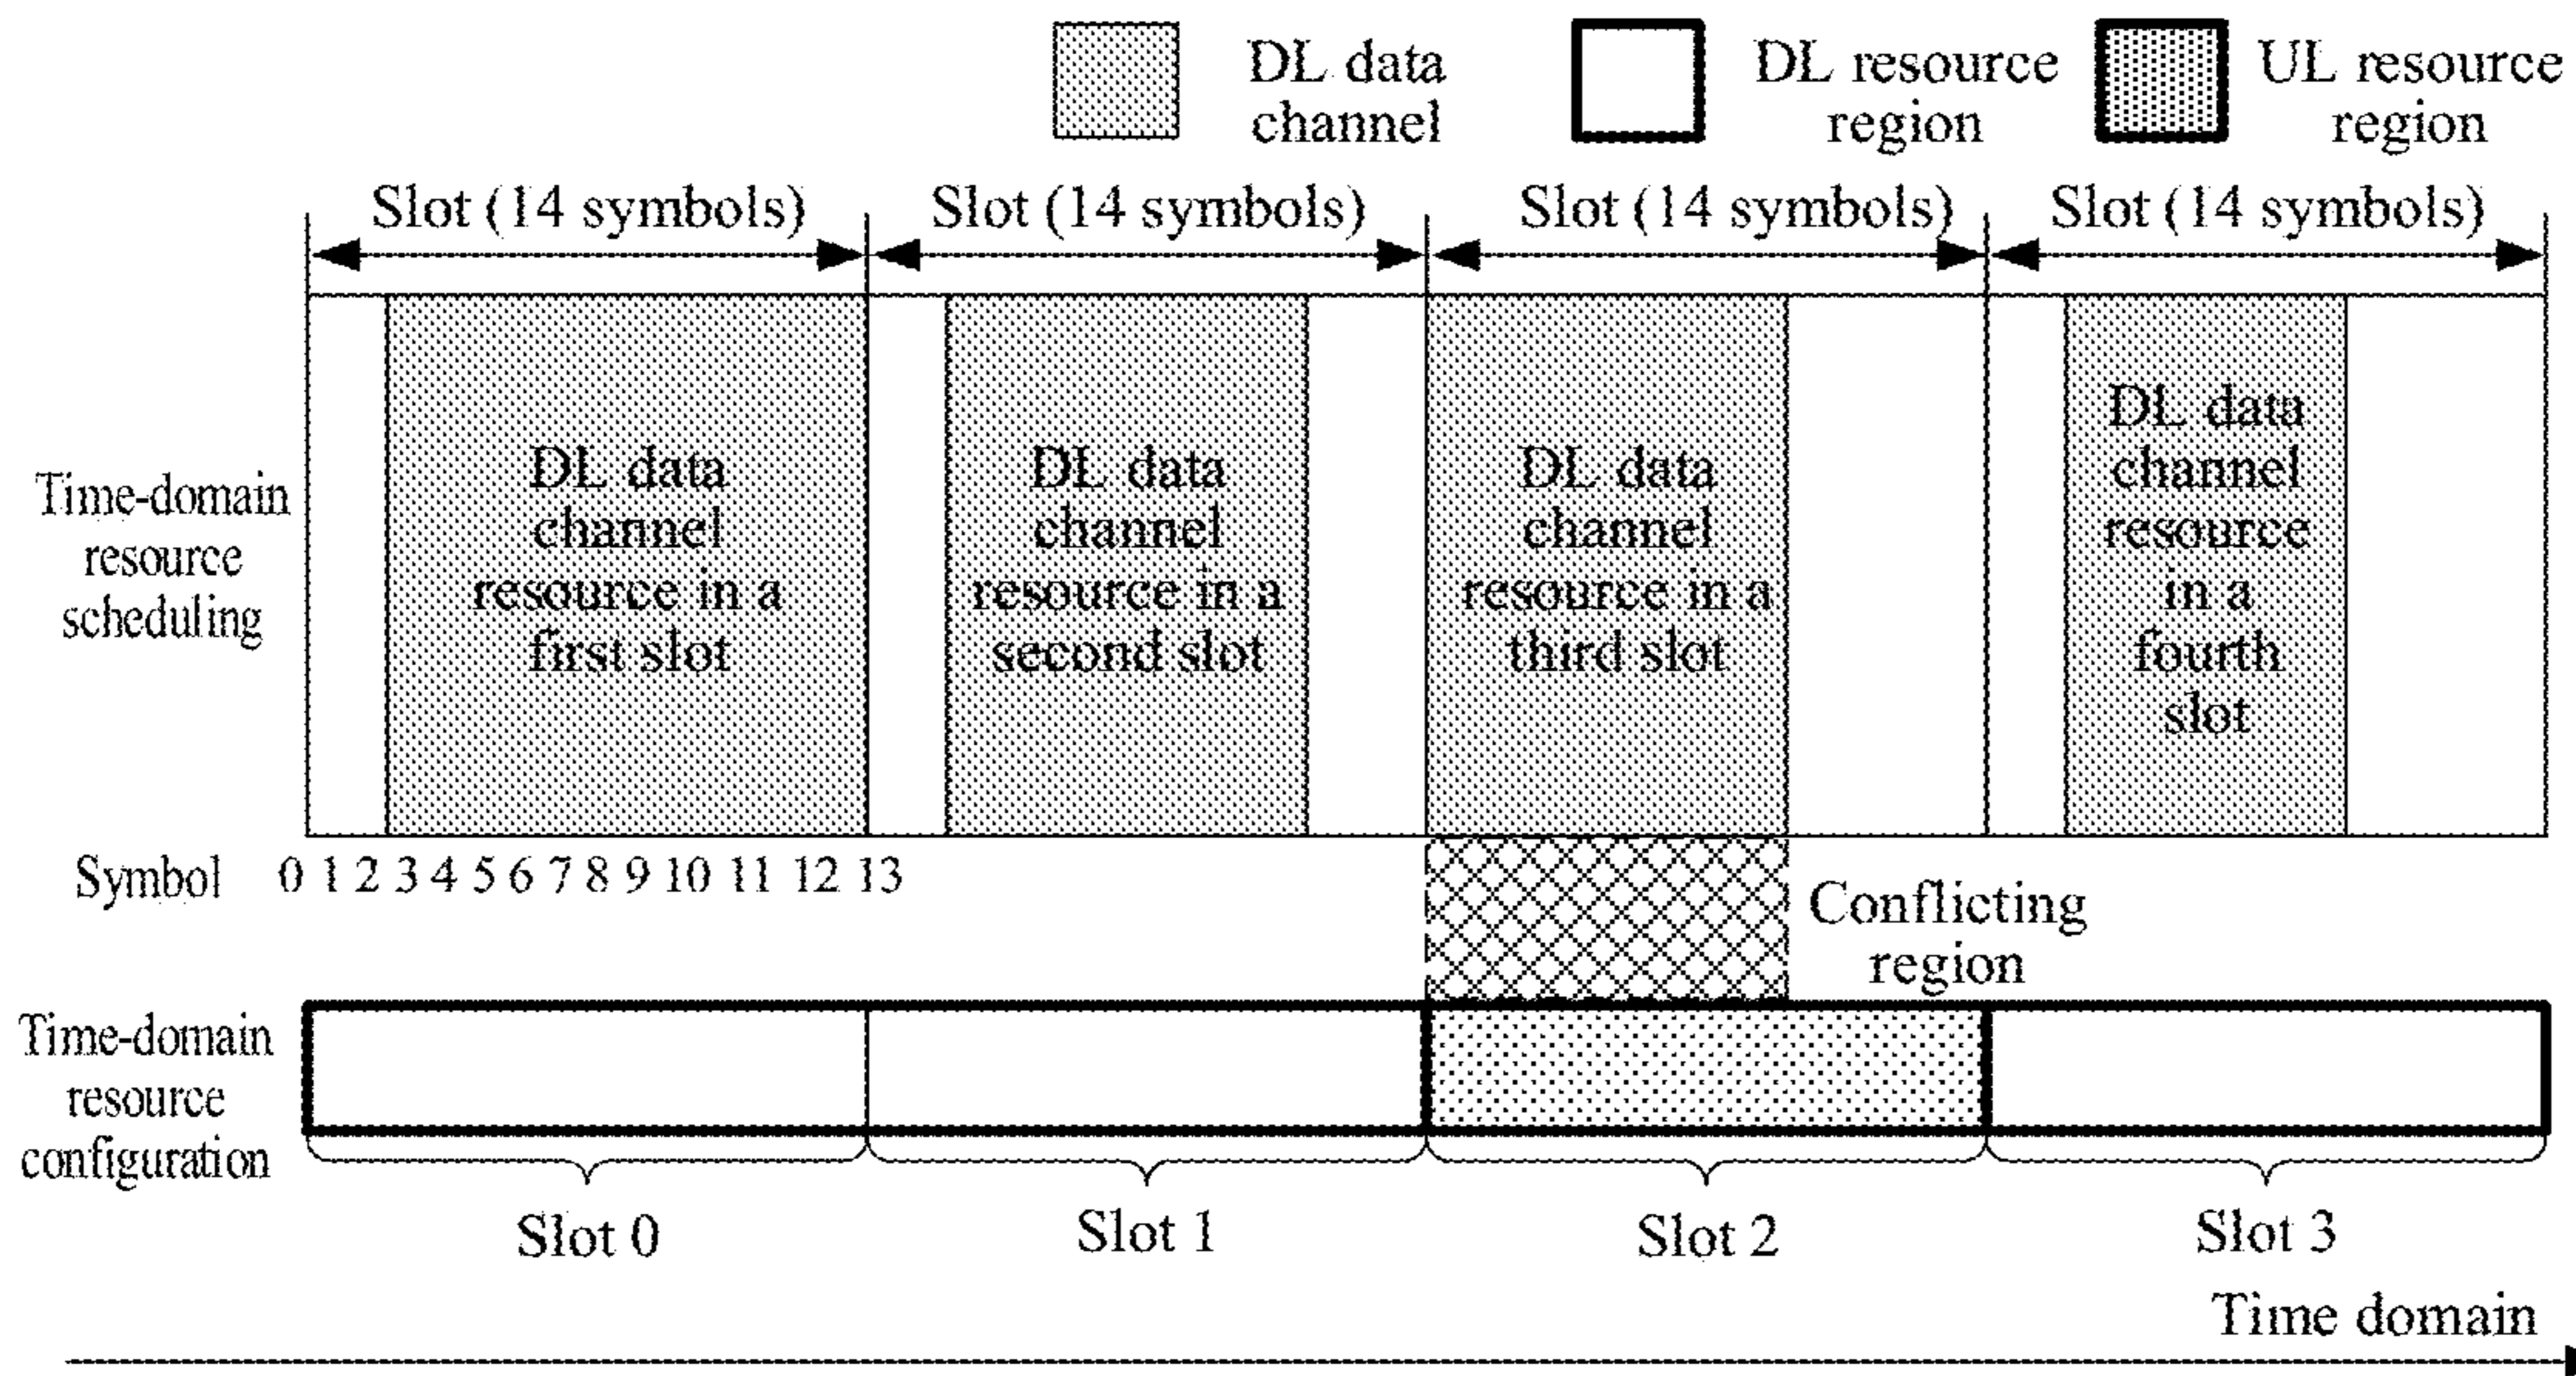 DL data
channel
DL resource
region
UL resource
region
Slot (14 symbols)
Slot (14 symbols)
Slot (14 symbols)
Slot (14 symbols)
Time-domain
resource
scheduling
DL data
channel
resource in a
first slot
DL data
channel
resource in a
second slot
DL data
channel
resource in a
third slot
DL data
channel
resource
in a
fourth
slot
Symbol 0 1 2 3 4 5 6 7 8 9 10 11 12 13
Conflicting
region
Time-domain
resource
configuration
Slot 0
Slot 1
Slot 2
Slot 3
Time domain